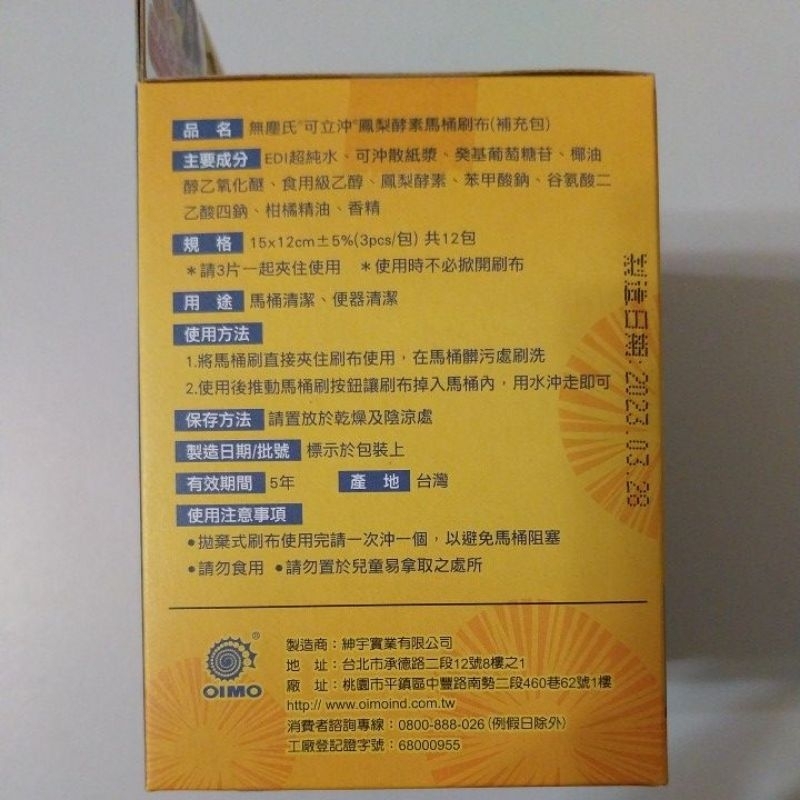 品 名 無塵氏®可立沖®鳳梨酵素馬桶刷布(補充包)
主要成分 EDI超純水、可沖散紙漿、癸基葡萄糖苷、椰油
醇乙氧化醚、食用級乙醇、鳳梨酵素、苯甲酸鈉、谷氨酸二
乙酸四鈉、柑橘精油、香精
規 格 15x12cm±5%(3pcs/包) 共12包
＊請3片一起夾住使用 ＊使用時不必掀開刷布
用 途 馬桶清潔、便器清潔
使用方法
1.將馬桶刷直接夾住刷布使用，在馬桶髒污處刷洗
2.使用後推動馬桶刷按鈕讓刷布掉入馬桶內，用水沖走即可
保存方法 請置放於乾燥及陰涼處
製造日期/批號 標示於包裝上
有效期間 5年 產 地 台灣
使用注意事項
●拋棄式刷布使用完請一次沖一個，以避免馬桶阻塞
●請勿食用 ●請勿置於兒童易拿取之處所
製造日期:2023.03.28
OIMO®
製造商：紳宇實業有限公司
地 址：台北市承德路二段12號8樓之1
廠 址：桃園市平鎮區中豐路南勢二段460巷62號1樓
http:// www.oimoind.com.tw
消費者諮詢專線：0800-888-026 (例假日除外)
工廠登記證字號：68000955